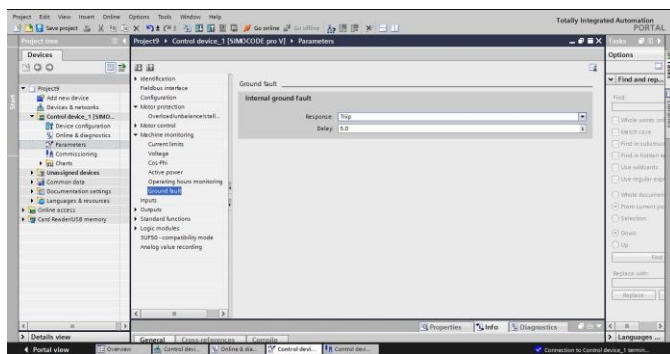 Project Edit View Insert Online Options Tools Window Help
Totally Integrated Automation
PORTAL
Save project
Go online
Go offline
Project tree
Project9 ▸ Control device_1 [SIMOCODE pro V] ▸ Parameters
Tasks
Devices
Options
Find and rep...
Find:
Whole words onl
Match case
Find in substruct
Find in hidden te
Use wildcards
Use regular expr
Whole document
From current po
Selection
Down
Up
Find
Replace with:
Replace
Languages ...
Start
Project9
Add new device
Devices & networks
Control device_1 [SIMO...
Device configuration
Online & diagnostics
Parameters
Commissioning
Charts
Unassigned devices
Common data
Documentation settings
Languages & resources
Online access
Card Reader/USB memory
Identification
Fieldbus interface
Configuration
Motor protection
Overload/unbalance/stall...
Motor control
Machine monitoring
Current limits
Voltage
Cos-Phi
Active power
Operating hours monitoring
Ground fault
Inputs
Outputs
Standard functions
Logic modules
3UF50 - compatibility mode
Analog value recording
Ground fault
Internal ground fault
Response: Trip
Delay: 5.0
Properties
Info
Diagnostics
Details view
General Cross-references Compile
Portal view
Overview
Control devi...
Online & dia...
Control devi...
Control devi...
Connection to Control device_1 termin...